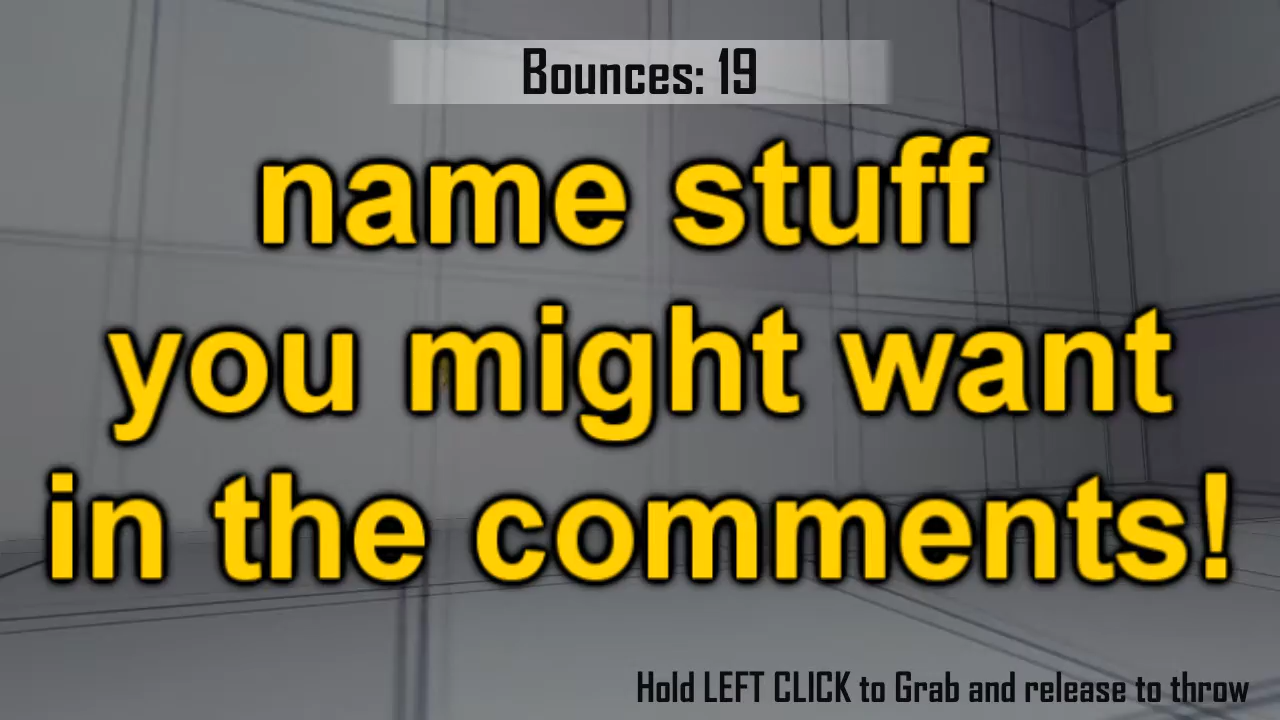 Bounces: 19
name stuff
you might want
in the comments!
Hold LEFT CLICK to Grab and release to throw